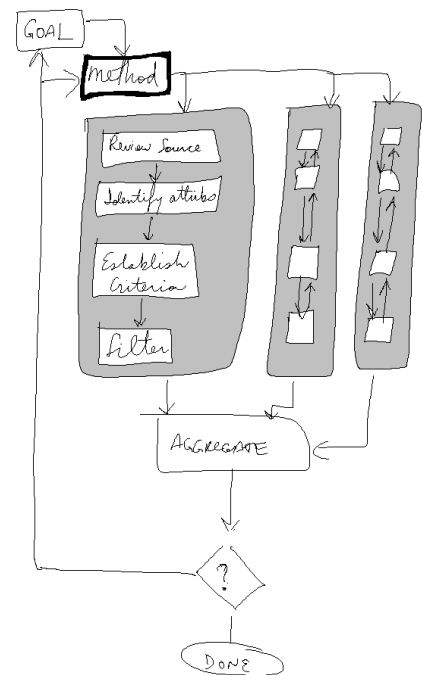 GOAL
method
Review Source
Identify attribs
Establish
Criteria
Filter
AGGREGATE
?
DONE